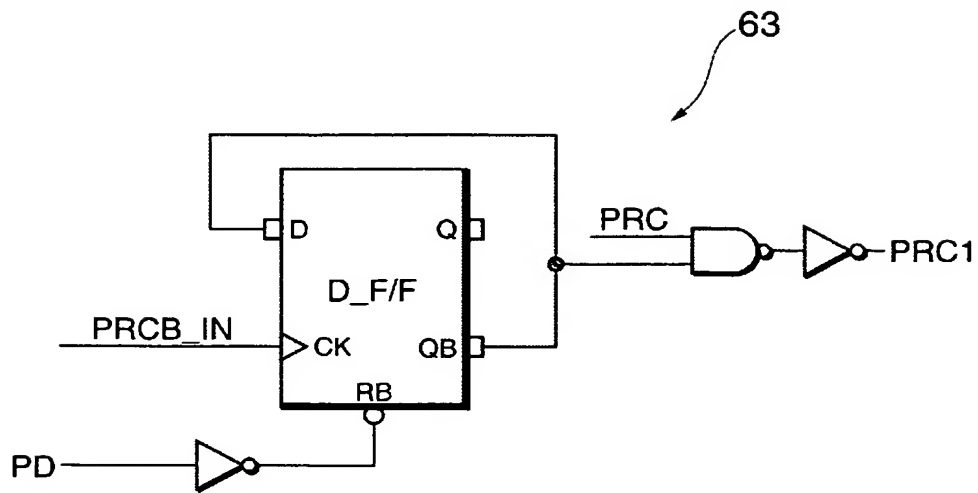 63
D
Q
PRC
PRC1
D_F/F
PRCB_IN
CK
QB
RB
PD